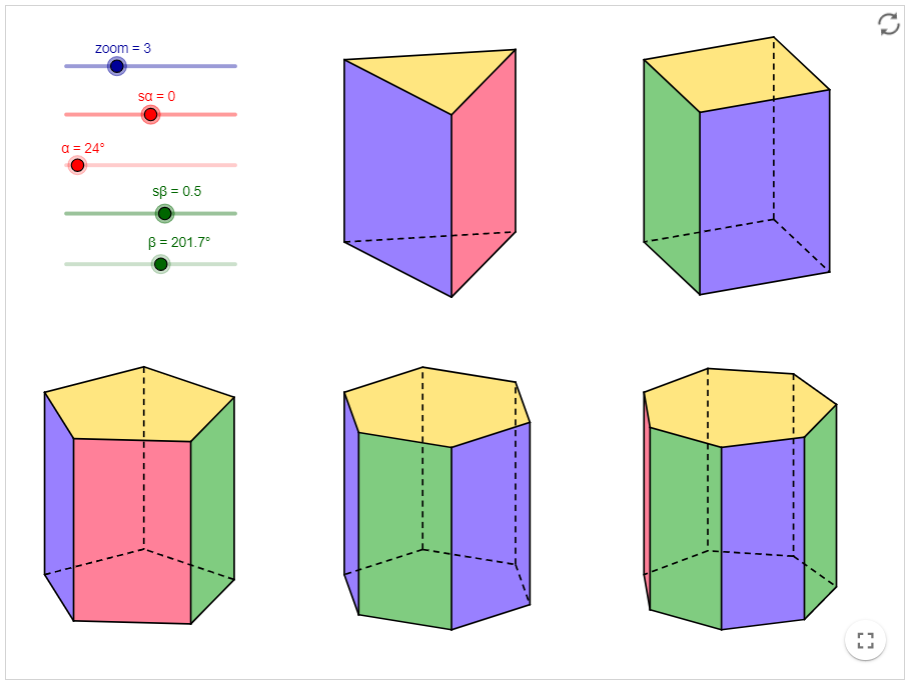 zoom = 3
sα = 0
α = 24°
sβ = 0.5
β = 201.7°